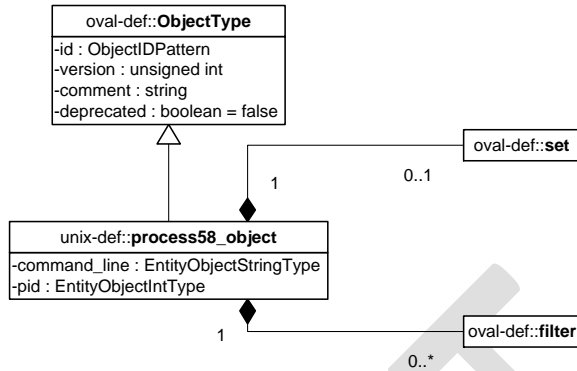 oval-def::ObjectType
-id : ObjectIDPattern
-version : unsigned int
-comment : string
-deprecated : boolean = false
oval-def::set
1
0..1
unix-def::process58_object
-command_line : EntityObjectStringType
-pid : EntityObjectIntType
1
oval-def::filter
0..*